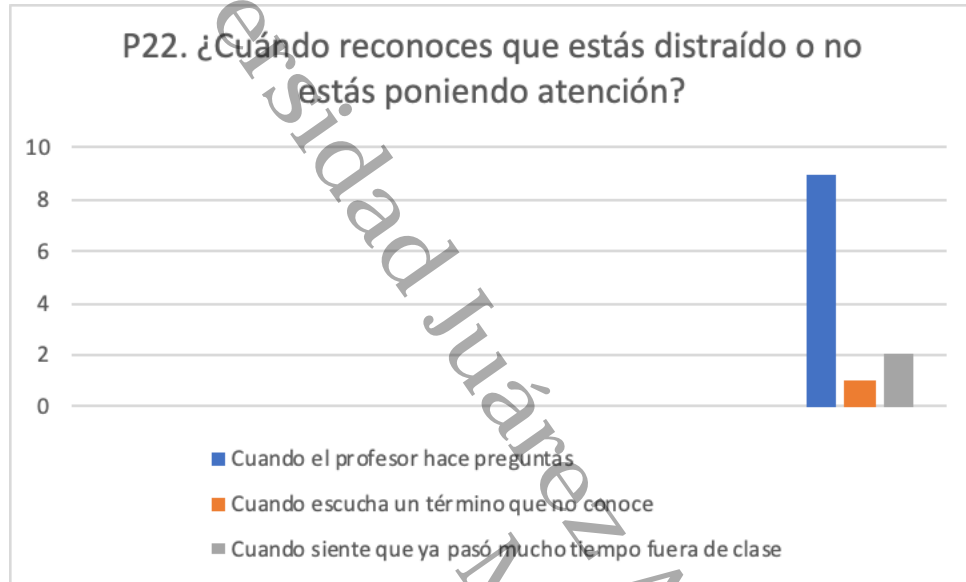 P22. ¿Cuándo reconoces que estás distraído o no
estás poniendo atención?
10
8
6
4
2
0
Cuando el profesor hace preguntas
Cuando escucha un término que no conoce
Cuando siente que ya pasó mucho tiempo fuera de clase
ersidad Juárez